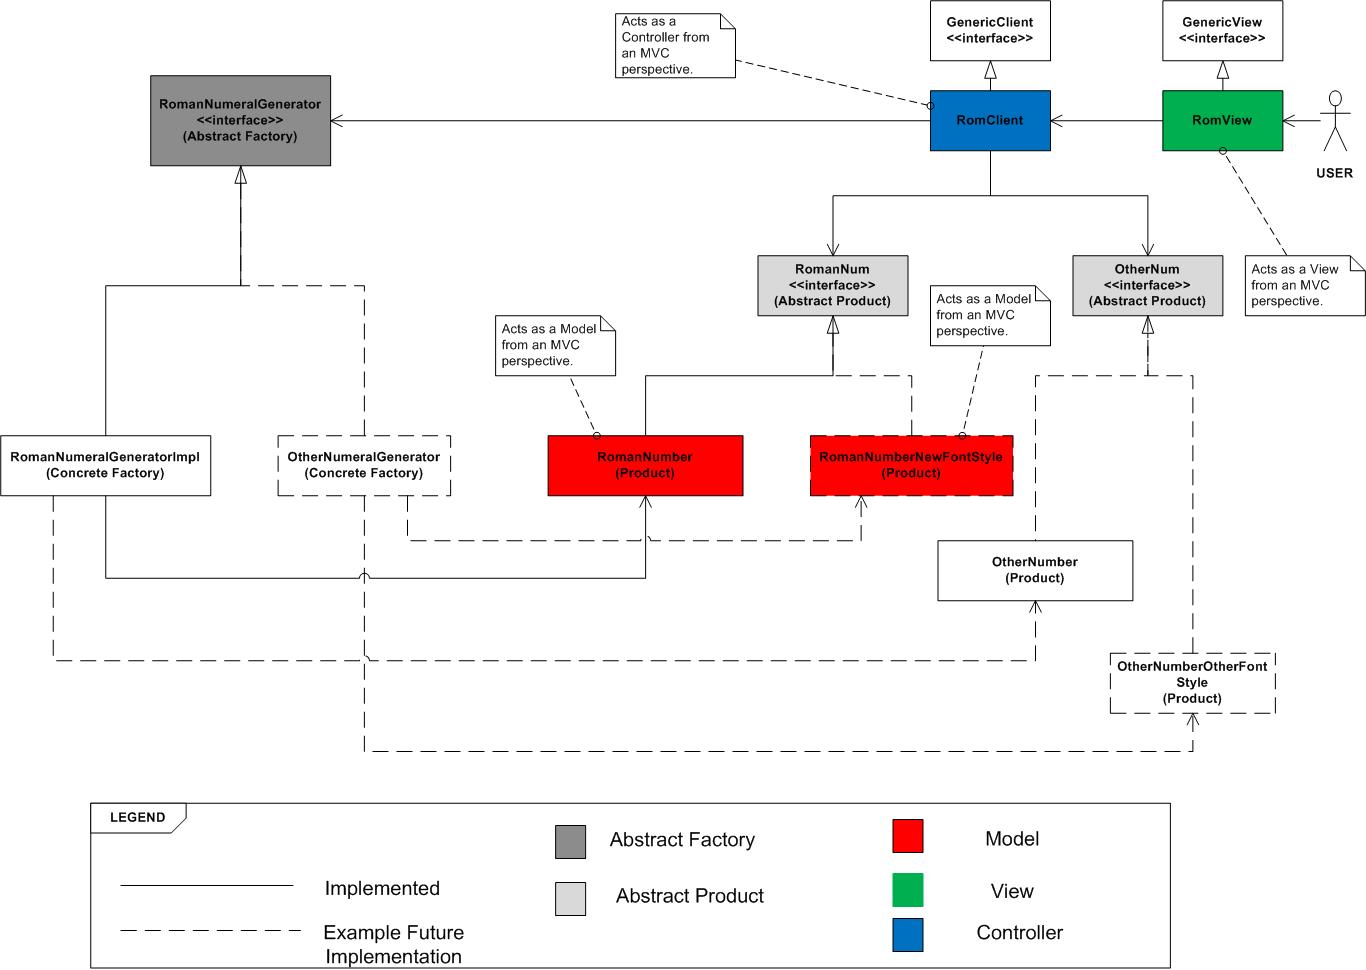 Acts as a
Controller from
an MVC
perspective.
GenericClient
<<interface>>
GenericView
<<interface>>
RomanNumeralGenerator
<<interface>>
(Abstract Factory)
RomClient
RomView
USER
RomanNum
<<interface>>
(Abstract Product)
OtherNum
<<interface>>
(Abstract Product)
Acts as a View
from an MVC
perspective.
Acts as a Model
from an MVC
perspective.
Acts as a Model
from an MVC
perspective.
RomanNumeralGeneratorImpl
(Concrete Factory)
OtherNumeralGenerator
(Concrete Factory)
RomanNumber
(Product)
RomanNumberNewFontStyle
(Product)
OtherNumber
(Product)
OtherNumberOtherFont
Style
(Product)
LEGEND
Implemented
Example Future
Implementation
Abstract Factory
Abstract Product
Model
View
Controller